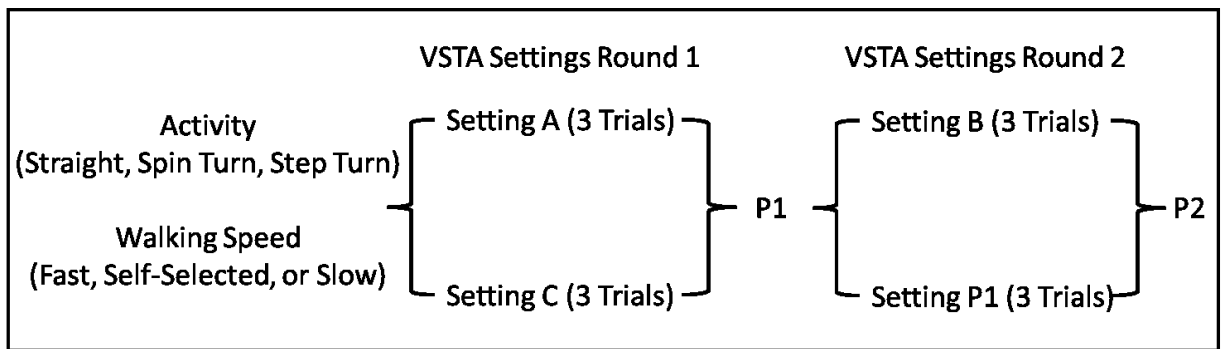 VSTA Settings Round 1
VSTA Settings Round 2
Activity
(Straight, Spin Turn, Step Turn)
Walking Speed
(Fast, Self-Selected, or Slow)
Setting A (3 Trials)
Setting C (3 Trials)
P1
Setting B (3 Trials)
Setting P1 (3 Trials)
P2